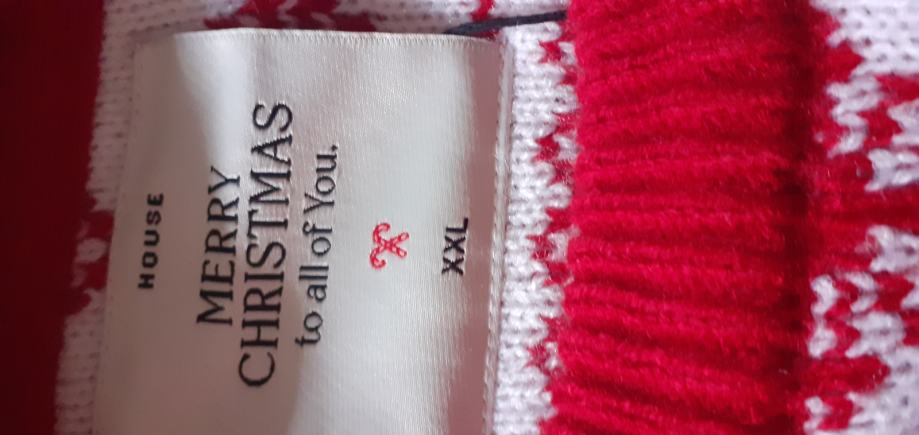 HOUSE
MERRY
CHRISTMAS
to all of You.
XXL